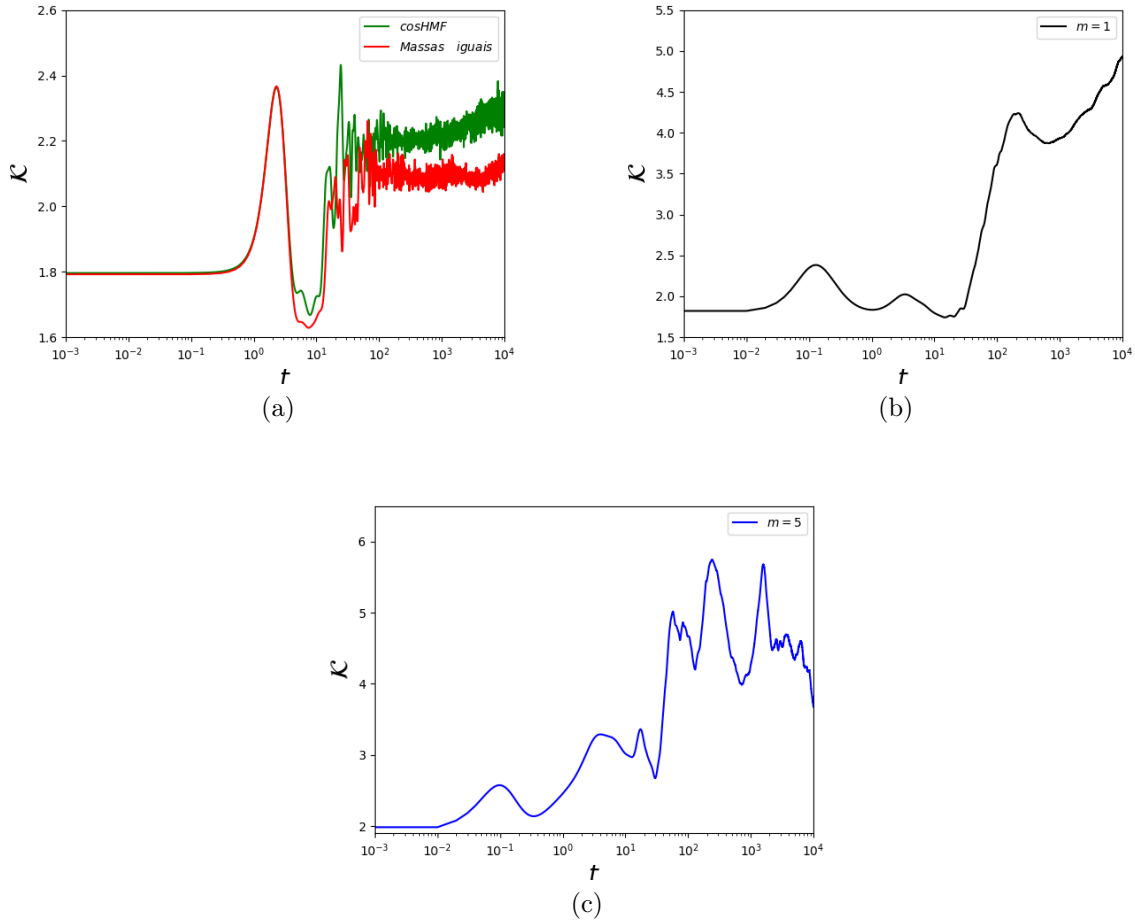 2.6
2.4
2.2
2.0
1.8
1.6
𝒦
cosHMF
Massas iguais
10⁻³ 10⁻² 10⁻¹ 10⁰ 10¹ 10² 10³ 10⁴
t
(a)
5.5
5.0
4.5
4.0
3.5
3.0
2.5
2.0
1.5
𝒦
m = 1
10⁻³ 10⁻² 10⁻¹ 10⁰ 10¹ 10² 10³ 10⁴
t
(b)
6
5
4
3
2
𝒦
m = 5
10⁻³ 10⁻² 10⁻¹ 10⁰ 10¹ 10² 10³ 10⁴
t
(c)